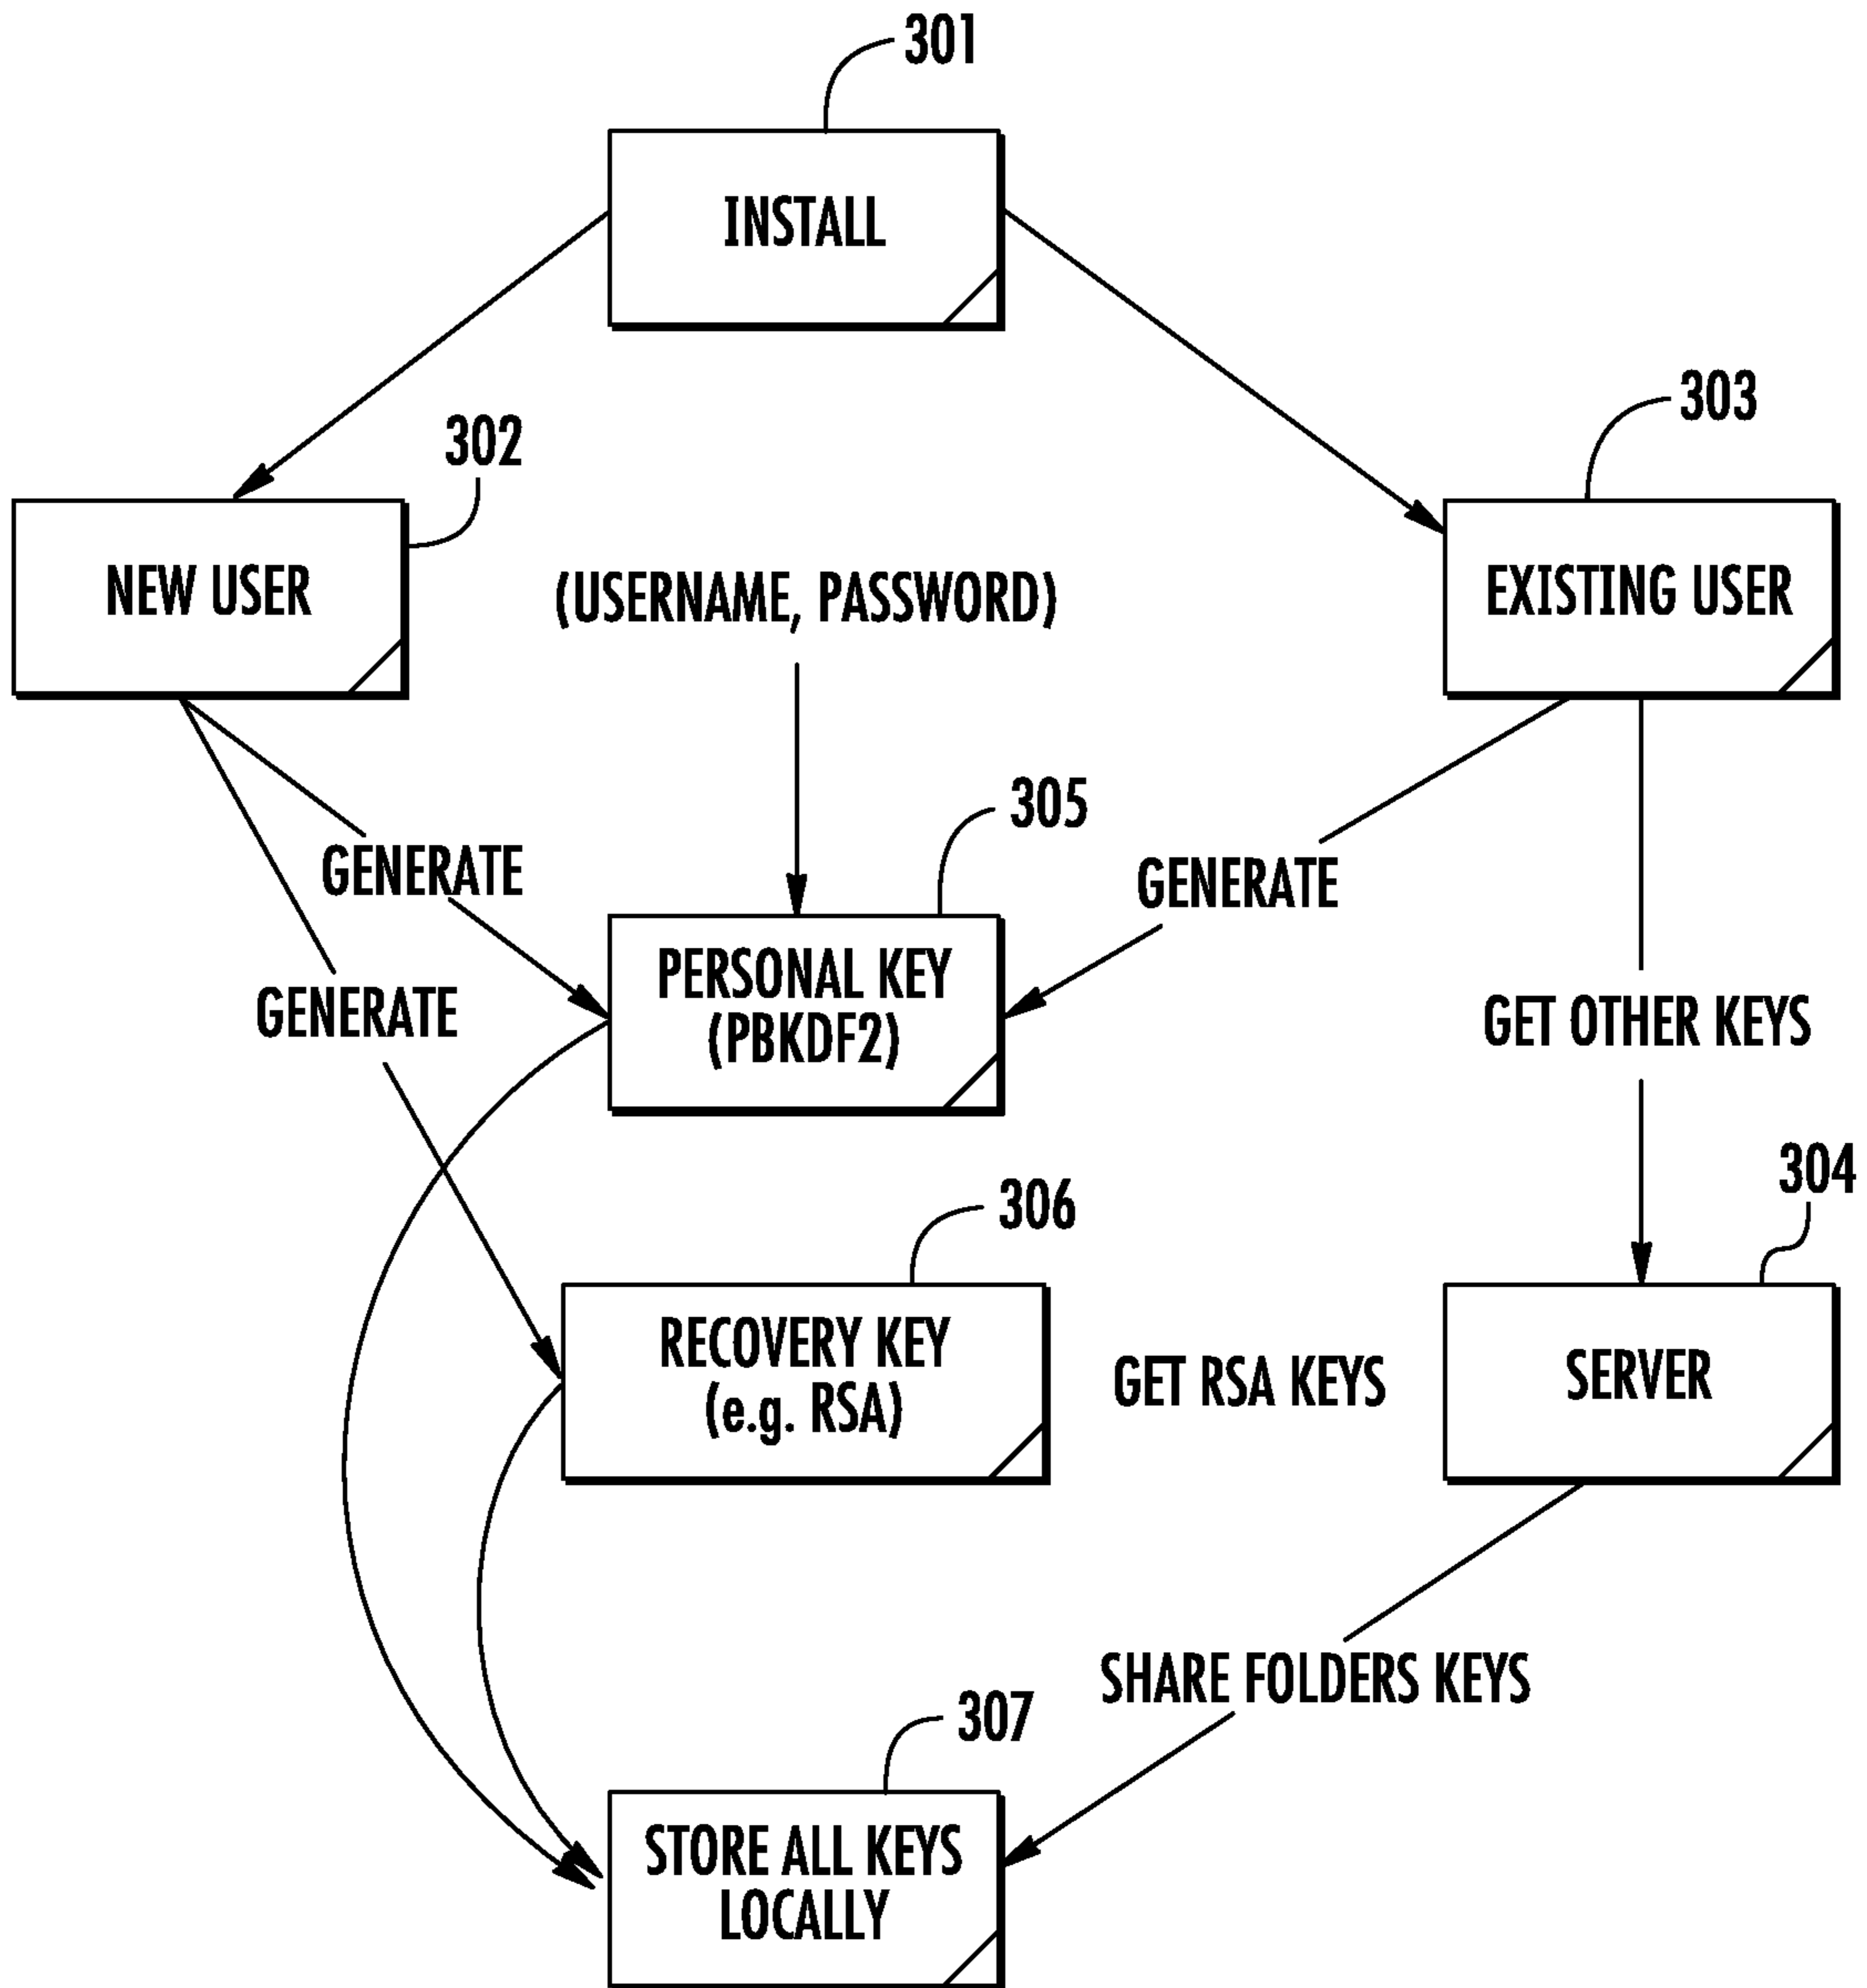 301
INSTALL
303
302
NEW USER
(USERNAME, PASSWORD)
EXISTING USER
305
GENERATE
GENERATE
PERSONAL KEY
(PBKDF2)
GENERATE
GET OTHER KEYS
304
306
RECOVERY KEY
(e.g. RSA)
GET RSA KEYS
SERVER
SHARE FOLDERS KEYS
307
STORE ALL KEYS
LOCALLY